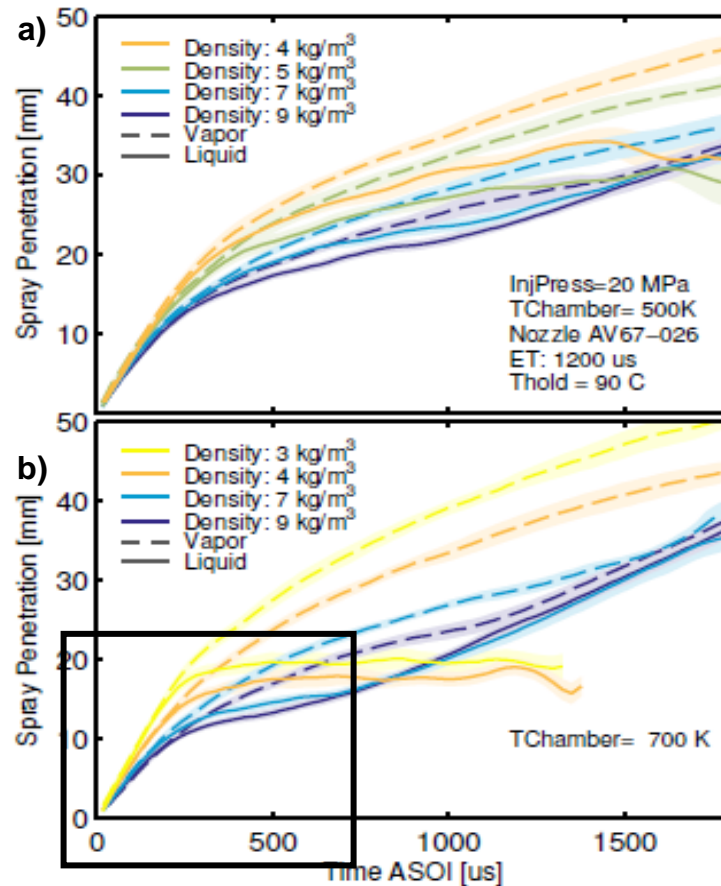 a)
50
40
30
20
10
Spray Penetration [mm]
Density: 4 kg/m³
Density: 5 kg/m³
Density: 7 kg/m³
Density: 9 kg/m³
Vapor
Liquid
InjPress=20 MPa
TChamber= 500K
Nozzle AV67-026
ET: 1200 us
Thold = 90 C
b)
50
40
30
20
10
0
Spray Penetration [mm]
Density: 3 kg/m³
Density: 4 kg/m³
Density: 7 kg/m³
Density: 9 kg/m³
Vapor
Liquid
TChamber= 700 K
0 500 1000 1500
Time ASOI [us]